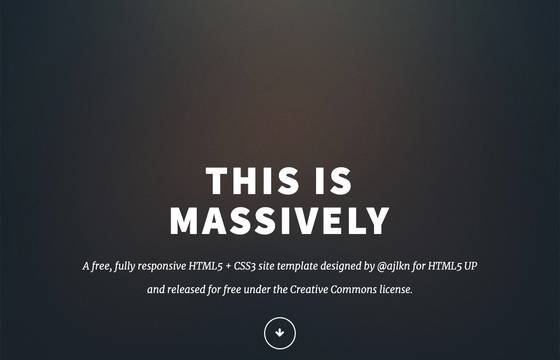 THIS IS
MASSIVELY
A free, fully responsive HTML5 + CSS3 site template designed by @ajlkn for HTML5 UP
and released for free under the Creative Commons license.